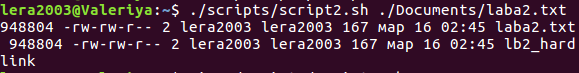 lera2003@Valeriya:~$ ./scripts/script2.sh ./Documents/laba2.txt
948804 -rw-rw-r-- 2 lera2003 lera2003 167 мар 16 02:45 laba2.txt
 948804 -rw-rw-r-- 2 lera2003 lera2003 167 мар 16 02:45 lb2_hard
link